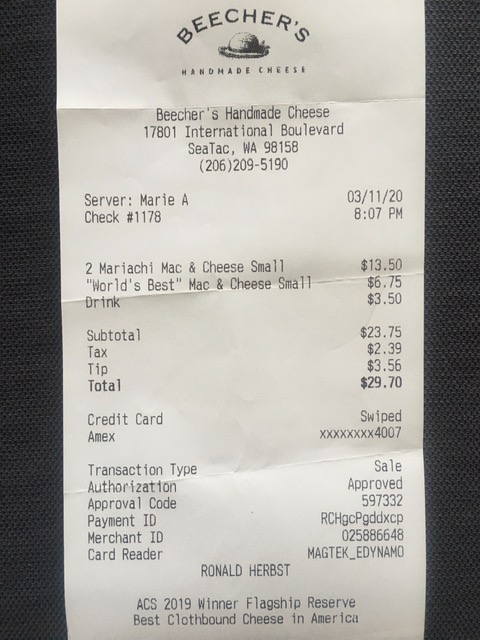 BEECHER'S
HANDMADE CHEESE
Beecher's Handmade Cheese
17801 International Boulevard
SeaTac, WA 98158
(206)209-5190
Server: Marie A 03/11/20
Check #1178 8:07 PM
2 Mariachi Mac & Cheese Small $13.50
"World's Best" Mac & Cheese Small $6.75
Drink $3.50
Subtotal $23.75
Tax $2.39
Tip $3.56
Total $29.70
Credit Card Swiped
Amex xxxxxxxx4007
Transaction Type Sale
Authorization Approved
Approval Code 597332
Payment ID RCHgcPgddxcp
Merchant ID 025886648
Card Reader MAGTEK_EDYNAMO
RONALD HERBST
ACS 2019 Winner Flagship Reserve
Best Clothbound Cheese in America